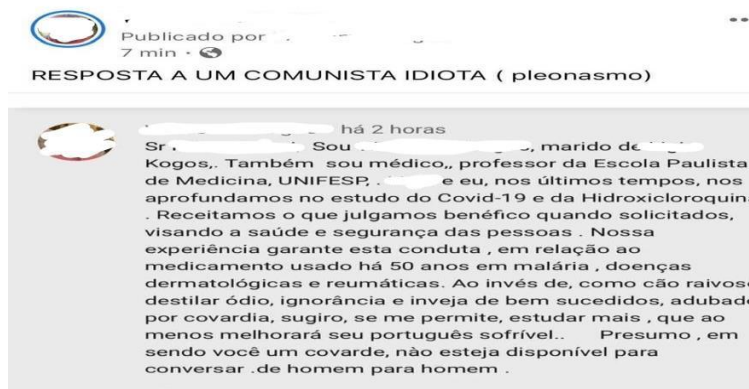 Publicado por
7 min
RESPOSTA A UM COMUNISTA IDIOTA ( pleonasmo)
há 2 horas
Sr Sou , marido de
Kogos,. Também sou médico,, professor da Escola Paulista
de Medicina, UNIFESP, . e eu, nos últimos tempos, nos
aprofundamos no estudo do Covid-19 e da Hidroxicloroquin
. Receitamos o que julgamos benéfico quando solicitados,
visando a saúde e segurança das pessoas . Nossa
experiência garante esta conduta , em relação ao
medicamento usado há 50 anos em malária , doenças
dermatológicas e reumáticas. Ao invés de, como cão raivos
destilar ódio, ignorância e inveja de bem sucedidos, adubad
por covardia, sugiro, se me permite, estudar mais , que ao
menos melhorará seu português sofrível.. Presumo , em
sendo você um covarde, nào esteja disponível para
conversar .de homem para homem .